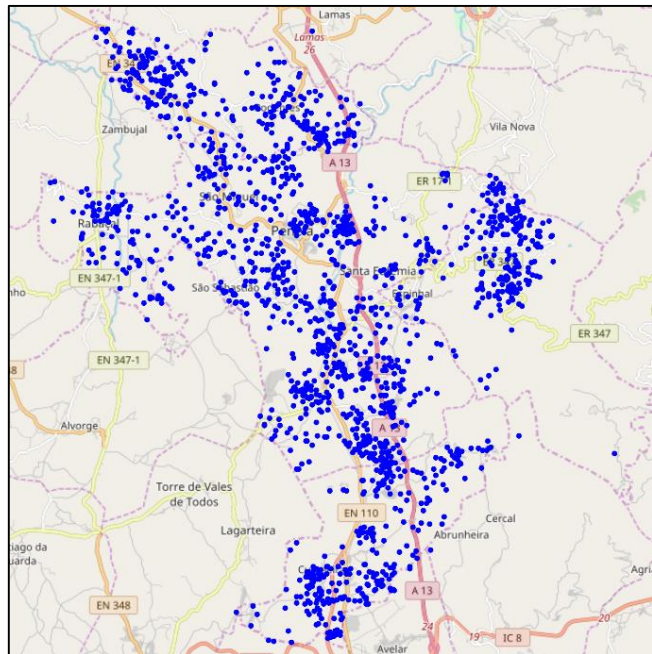 Lamas
Lamas
26
EN 34
Zambujal
Vila Nova
A 13
ER 17-1
São Miguel
Rabaçal
Penela
Santa Eufémia
EN 347-1
São Sebastião
Espinhal
ER 347
EN 347-1
Alvorge
Torre de Vales
de Todos
EN 110
Cercal
Lagarteira
Abrunheira
A 13
EN 348
20
19
IC 8
24
Avelar